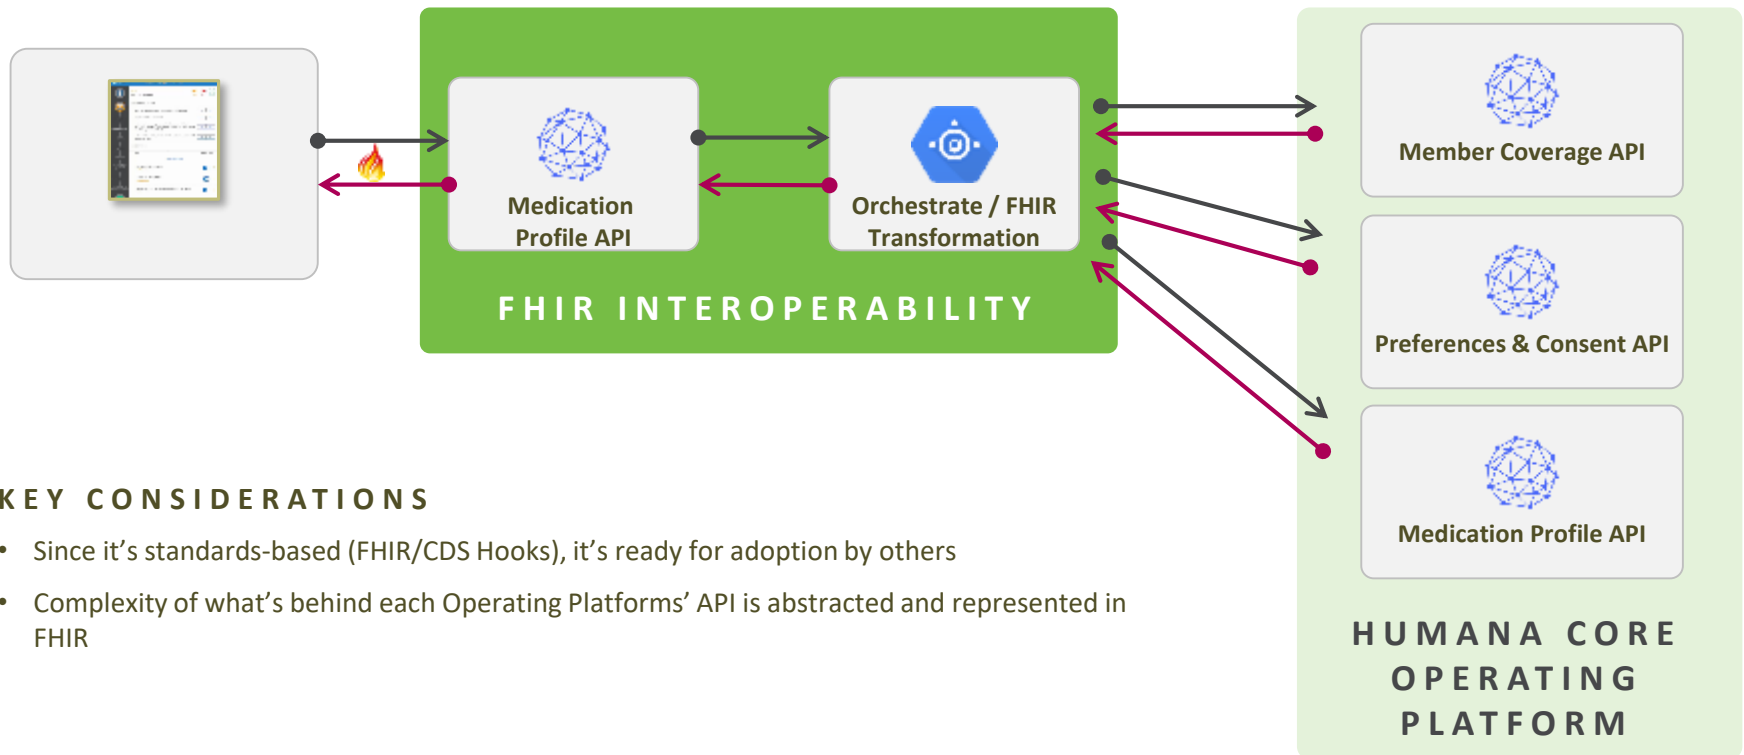 Medication
Profile API
Orchestrate / FHIR
Transformation
FHIR INTEROPERABILITY
Member Coverage API
Preferences & Consent API
Medication Profile API
HUMANA CORE
OPERATING
PLATFORM
KEY CONSIDERATIONS
• Since it’s standards-based (FHIR/CDS Hooks), it’s ready for adoption by others
• Complexity of what’s behind each Operating Platforms’ API is abstracted and represented in
FHIR